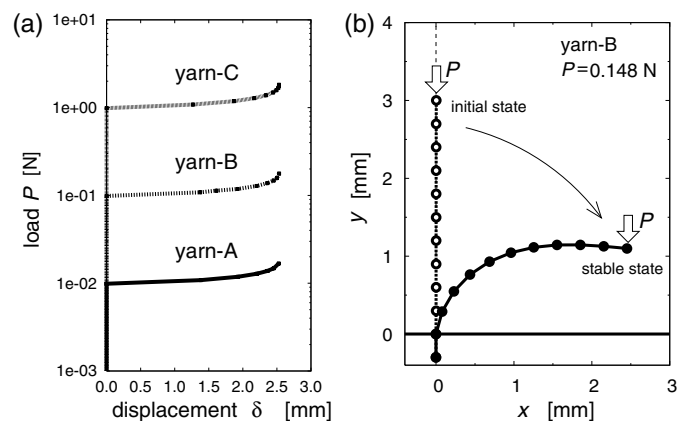 (a)
1e+01
1e+00
1e-01
1e-02
1e-03
load P [N]
yarn-C
yarn-B
yarn-A
0.0 0.5 1.0 1.5 2.0 2.5 3.0
displacement δ [mm]
(b)
yarn-B
P=0.148 N
P
initial state
P
stable state
4
3
2
1
0
y [mm]
0 1 2 3
x [mm]